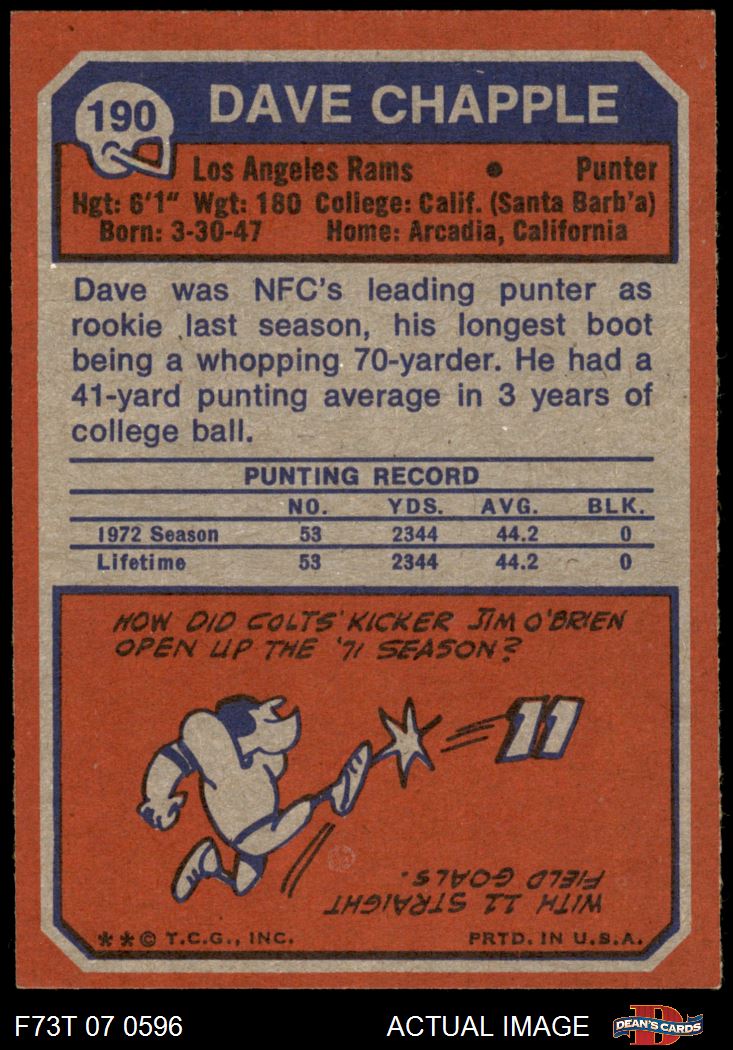 190
DAVE CHAPPLE
Los Angeles Rams • Punter
Hgt: 6'1" Wgt: 180 College: Calif. (Santa Barb'a)
Born: 3-30-47 Home: Arcadia, California
Dave was NFC's leading punter as
rookie last season, his longest boot
being a whopping 70-yarder. He had a
41-yard punting average in 3 years of
college ball.
PUNTING RECORD
NO. YDS. AVG. BLK.
1972 Season 53 2344 44.2 0
Lifetime 53 2344 44.2 0
HOW DID COLTS' KICKER JIM O'BRIEN
OPEN UP THE '71 SEASON?
11
WITH 11 STRAIGHT
FIELD GOALS.
**© T.C.G., INC. PRTD. IN U.S.A.
F73T 07 0596 ACTUAL IMAGE D DEAN'S CARDS